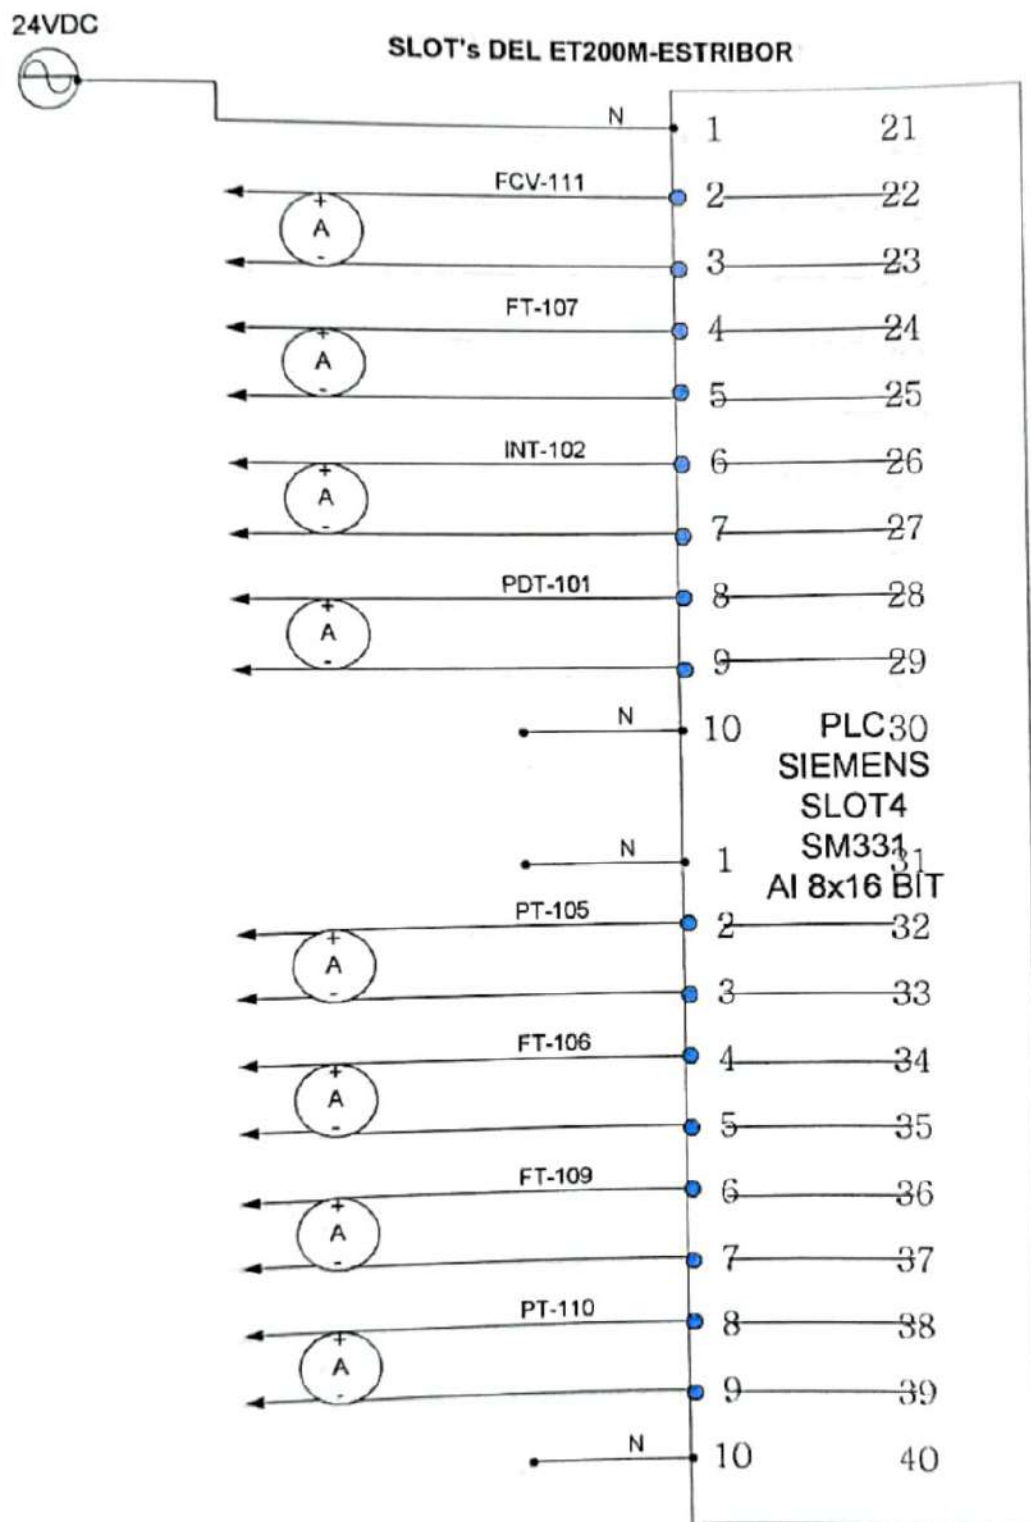 24VDC
SLOT's DEL ET200M-ESTRIBOR
N 1 21
FCV-111 2 22
+
A
-
3 23
FT-107 4 24
+
A
-
5 25
INT-102 6 26
+
A
-
7 27
PDT-101 8 28
+
A
-
9 29
N 10 30
PLC
SIEMENS
SLOT4
SM331
AI 8x16 BIT
N 1 31
PT-105 2 32
+
A
-
3 33
FT-106 4 34
+
A
-
5 35
FT-109 6 36
+
A
-
7 37
PT-110 8 38
+
A
-
9 39
N 10 40